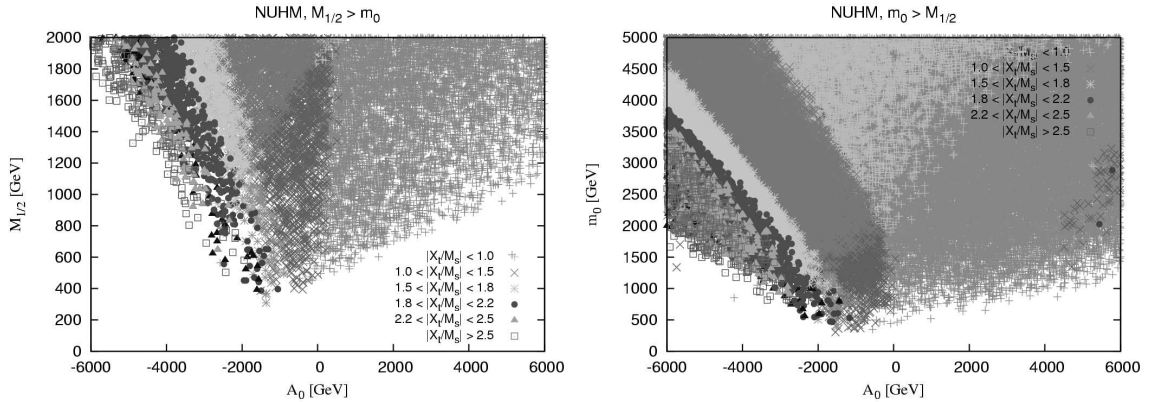 NUHM, M1/2 > m0
2000
1800
1600
1400
1200
1000
800
600
400
200
0
M1/2 [GeV]
-6000 -4000 -2000 0 2000 4000 6000
A0 [GeV]
|Xt/Ms| < 1.0
1.0 < |Xt/Ms| < 1.5
1.5 < |Xt/Ms| < 1.8
1.8 < |Xt/Ms| < 2.2
2.2 < |Xt/Ms| < 2.5
|Xt/Ms| > 2.5
NUHM, m0 > M1/2
5000
4500
4000
3500
3000
2500
2000
1500
1000
500
0
m0 [GeV]
-6000 -4000 -2000 0 2000 4000 6000
A0 [GeV]
|Xt/Ms| < 1.0
1.0 < |Xt/Ms| < 1.5
1.5 < |Xt/Ms| < 1.8
1.8 < |Xt/Ms| < 2.2
2.2 < |Xt/Ms| < 2.5
|Xt/Ms| > 2.5